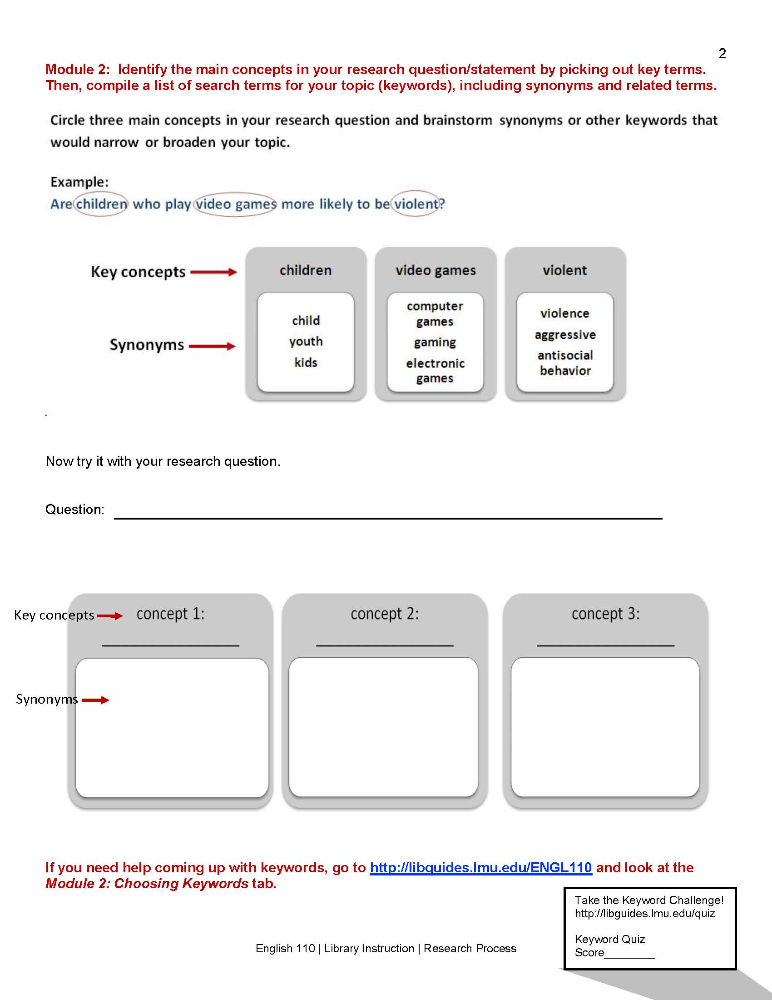 2
Module 2:  Identify the main concepts in your research question/statement by picking out key terms.
Then, compile a list of search terms for your topic (keywords), including synonyms and related terms.
Circle three main concepts in your research question and brainstorm synonyms or other keywords that
would narrow or broaden your topic.
Example:
Are children who play video games more likely to be violent?
Key concepts
children
video games
violent
Synonyms
child
youth
kids
computer
games
gaming
electronic
games
violence
aggressive
antisocial
behavior
.
Now try it with your research question.
Question: ____________________
Key concepts
concept 1:
____________________
concept 2:
____________________
concept 3:
____________________
Synonyms
If you need help coming up with keywords, go to http://libguides.lmu.edu/ENGL110 and look at the
Module 2: Choosing Keywords tab.
Take the Keyword Challenge!
http://libguides.lmu.edu/quiz
Keyword Quiz
Score________
English 110 | Library Instruction | Research Process